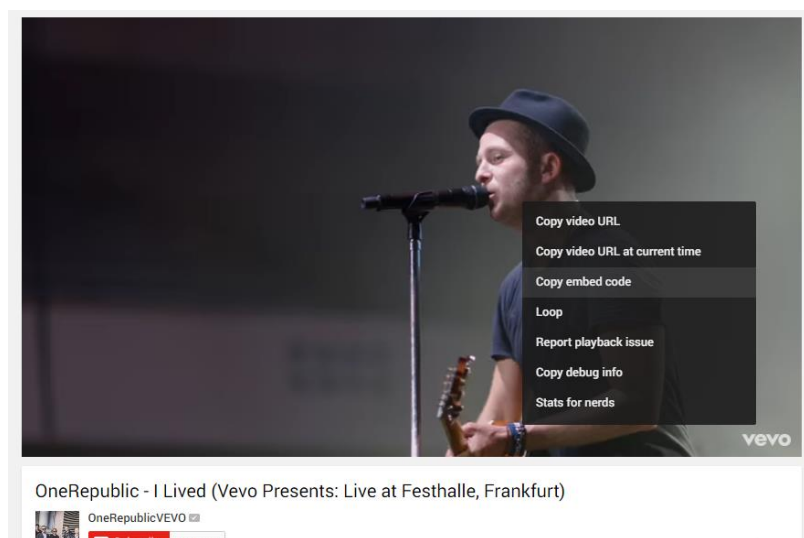 Copy video URL
Copy video URL at current time
Copy embed code
Loop
Report playback issue
Copy debug info
Stats for nerds
vevo
OneRepublic - I Lived (Vevo Presents: Live at Festhalle, Frankfurt)
OneRepublicVEVO